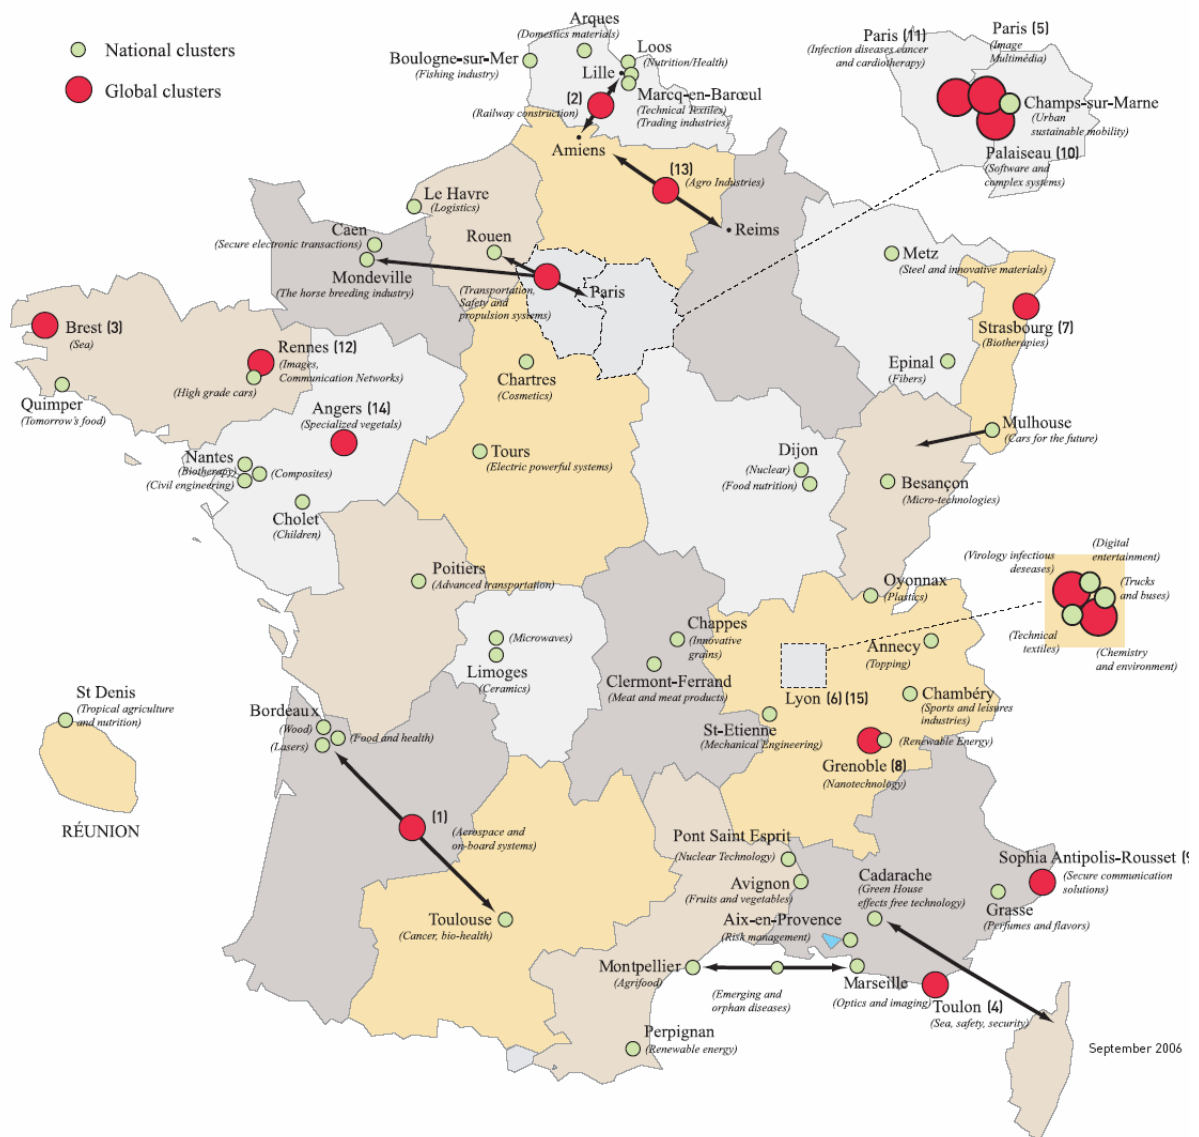 National clusters
Global clusters
Arques
(Domestics materials)
Boulogne-sur-Mer
(Fishing industry)
Loos
(Nutrition/Health)
Lille
Marcq-en-Barœul
(Technical Textiles)
(Trading industries)
(2)
(Railway construction)
Amiens
(13)
(Agro Industries)
Reims
Paris (11)
(Infection diseases cancer
and cardiotherapy)
Paris (5)
(Image
Multimédia)
Champs-sur-Marne
(Urban
sustainable mobility)
Palaiseau (10)
(Software and
complex systems)
Le Havre
(Logistics)
Caen
(Secure electronic transactions)
Mondeville
(The horse breeding industry)
Rouen
Paris
(Transportation,
Safety and
propulsion systems)
Metz
(Steel and innovative materials)
Strasbourg (7)
(Biotherapies)
Epinal
(Fibers)
Mulhouse
(Cars for the future)
Brest (3)
(Sea)
Rennes (12)
(Images,
Communication Networks)
(High grade cars)
Quimper
(Tomorrow's food)
Angers (14)
(Specialized vegetals)
Chartres
(Cosmetics)
Tours
(Electric powerful systems)
Nantes
(Biotherapy)
(Composites)
(Civil engineering)
Cholet
(Children)
Dijon
(Nuclear)
(Food nutrition)
Besançon
(Micro-technologies)
Poitiers
(Advanced transportation)
Oyonnax
(Plastics)
(Virology infectious
deseases)
(Digital
entertainment)
(Trucks
and buses)
(Technical
textiles)
(Chemistry
and environment)
(Microwaves)
Limoges
(Ceramics)
Chappes
(Innovative
grains)
Clermont-Ferrand
(Meat and meat products)
Annecy
(Topping)
Lyon (6) (15)
Chambéry
(Sports and leisures
industries)
St-Etienne
(Mechanical Engineering)
(Renewable Energy)
Grenoble (8)
(Nanotechnology)
St Denis
(Tropical agriculture
and nutrition)
RÉUNION
Bordeaux
(Wood)
(Food and health)
(Lasers)
(1)
(Aerospace and
on-board systems)
Toulouse
(Cancer, bio-health)
Pont Saint Esprit
(Nuclear Technology)
Avignon
(Fruits and vegetables)
Cadarache
(Green House
effects free technology)
Sophia Antipolis-Rousset (9
(Secure communication
solutions)
Grasse
(Perfumes and flavors)
Aix-en-Provence
(Risk management)
Montpellier
(Agrifood)
(Emerging and
orphan diseases)
Marseille
(Optics and imaging)
Toulon (4)
(Sea, safety, security)
Perpignan
(Renewable energy)
September 2006